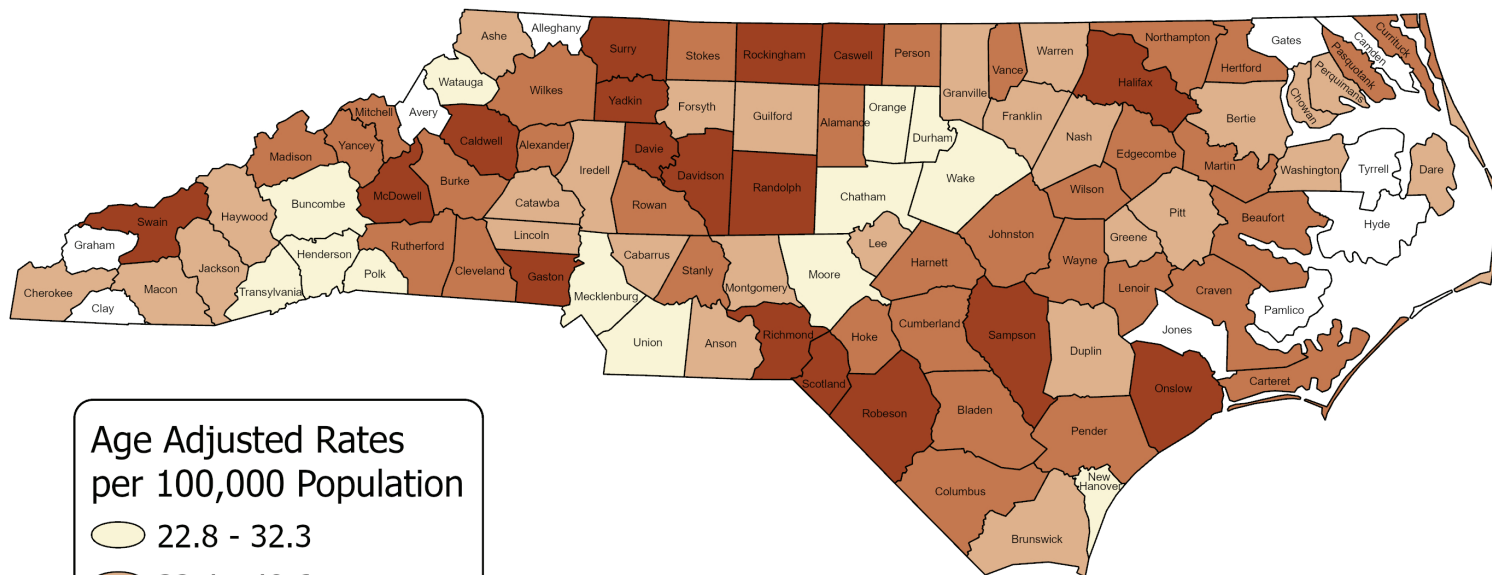 Alleghany
Ashe
Surry
Stokes
Rockingham
Caswell
Person
Vance
Warren
Northampton
Gates
Camden
Currituck
Pasquotank
Perquimans
Chowan
Hertford
Halifax
Granville
Watauga
Wilkes
Yadkin
Forsyth
Guilford
Alamance
Orange
Durham
Franklin
Nash
Bertie
Mitchell
Avery
Caldwell
Alexander
Iredell
Davie
Davidson
Randolph
Chatham
Wake
Edgecombe
Martin
Washington
Tyrrell
Dare
Madison
Yancey
McDowell
Burke
Catawba
Rowan
Wilson
Pitt
Beaufort
Hyde
Swain
Haywood
Buncombe
Lincoln
Lee
Johnston
Greene
Graham
Jackson
Henderson
Rutherford
Cleveland
Gaston
Cabarrus
Stanly
Montgomery
Moore
Harnett
Wayne
Lenoir
Craven
Pamlico
Cherokee
Clay
Macon
Transylvania
Polk
Mecklenburg
Union
Anson
Richmond
Hoke
Cumberland
Sampson
Duplin
Jones
Scotland
Robeson
Bladen
Onslow
Carteret
Pender
Columbus
New
Hanover
Brunswick
Age Adjusted Rates
per 100,000 Population
22.8 - 32.3